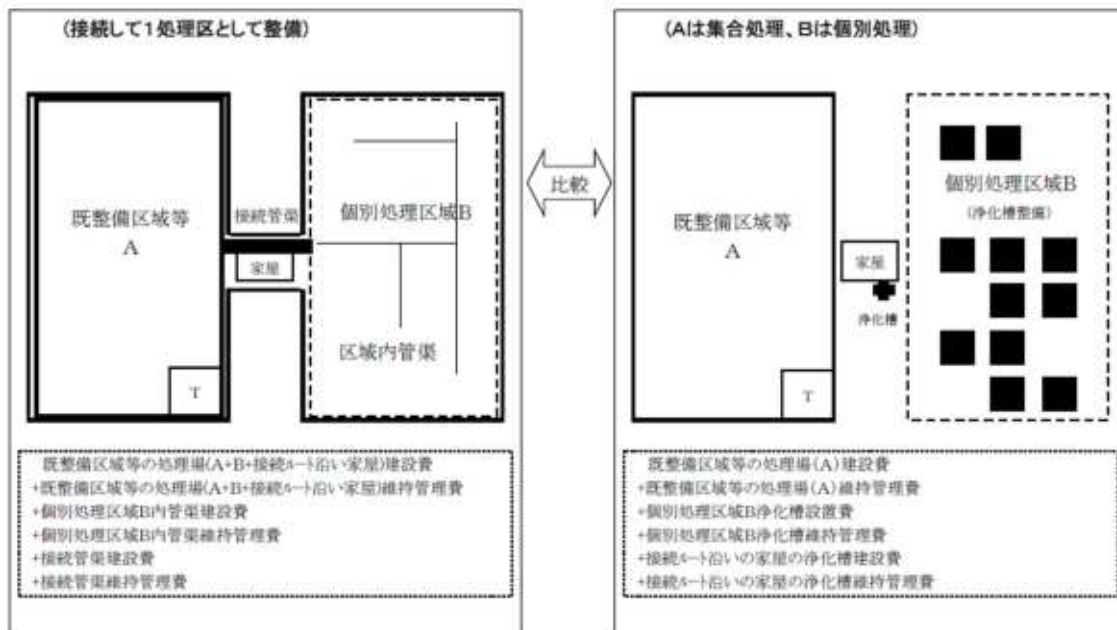 (接続して1処理区として整備)
既整備区域等
A
接続管渠
家屋
個別処理区域B
区域内管渠
T
既整備区域等の処理場(A+B+接続ルート沿い家屋)建設費
+既整備区域等の処理場(A+B+接続ルート沿い家屋)維持管理費
+個別処理区域B内管渠建設費
+個別処理区域B内管渠維持管理費
+接続管渠建設費
+接続管渠維持管理費
比較
(Aは集合処理、Bは個別処理)
既整備区域等
A
家屋
浄化槽
個別処理区域B
(浄化槽整備)
T
既整備区域等の処理場(A)建設費
+既整備区域等の処理場(A)維持管理費
+個別処理区域B浄化槽設置費
+個別処理区域B浄化槽維持管理費
+接続ルート沿いの家屋の浄化槽建設費
+接続ルート沿いの家屋の浄化槽維持管理費